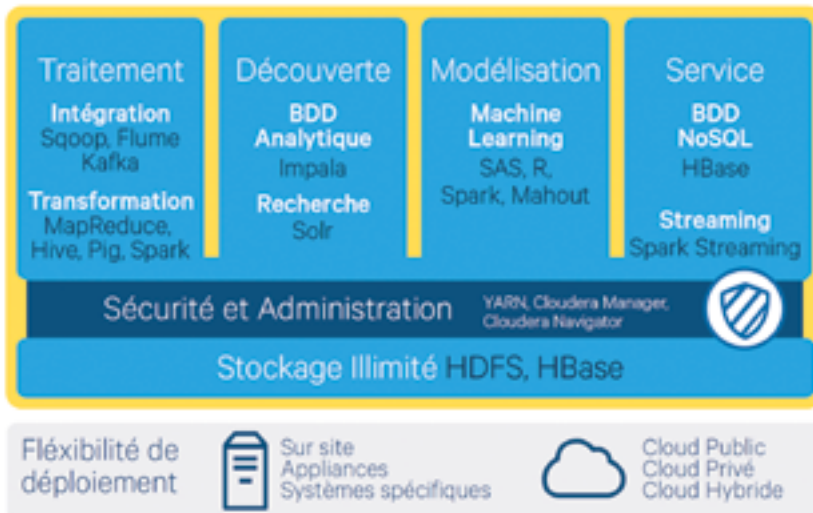 Traitement
Intégration
Sqoop, Flume
Kafka
Transformation
MapReduce,
Hive, Pig, Spark
Découverte
BDD
Analytique
Impala
Recherche
Solr
Modélisation
Machine
Learning
SAS, R,
Spark, Mahout
Service
BDD
NoSQL
HBase
Streaming
Spark Streaming
Sécurité et Administration
YARN, Cloudera Manager,
Cloudera Navigator
Stockage Illimité HDFS, HBase
Fléxibilité de
déploiement
Sur site
Appliances
Systèmes spécifiques
Cloud Public
Cloud Privé
Cloud Hybride